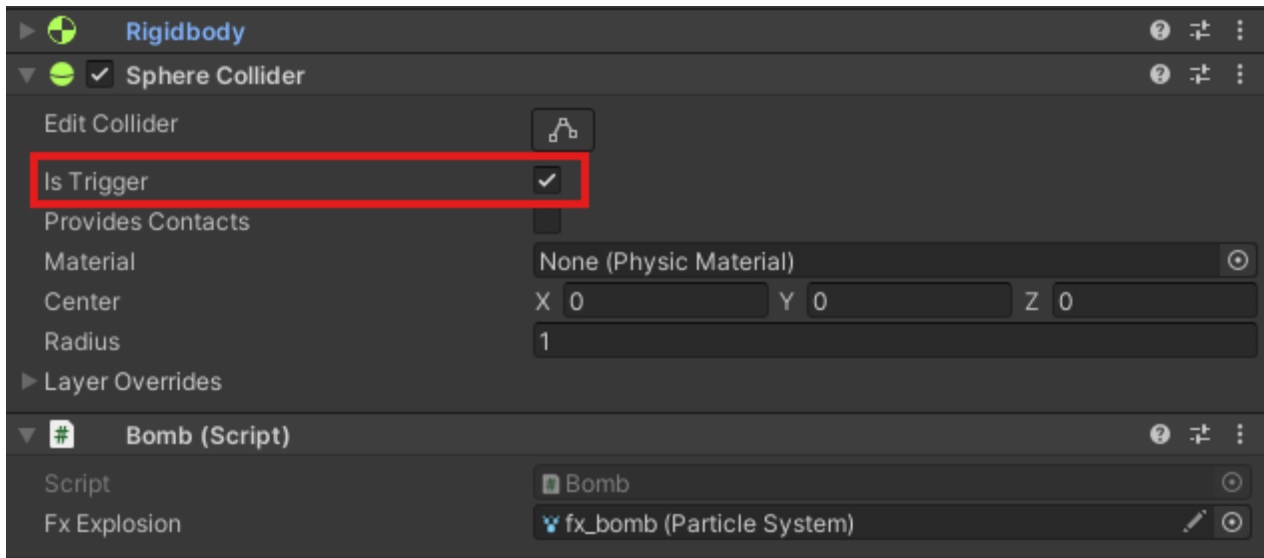 Rigidbody
Sphere Collider
Edit Collider
Is Trigger
Provides Contacts
Material None (Physic Material)
Center X 0 Y 0 Z 0
Radius 1
Layer Overrides
# Bomb (Script)
Script Bomb
Fx Explosion fx_bomb (Particle System)